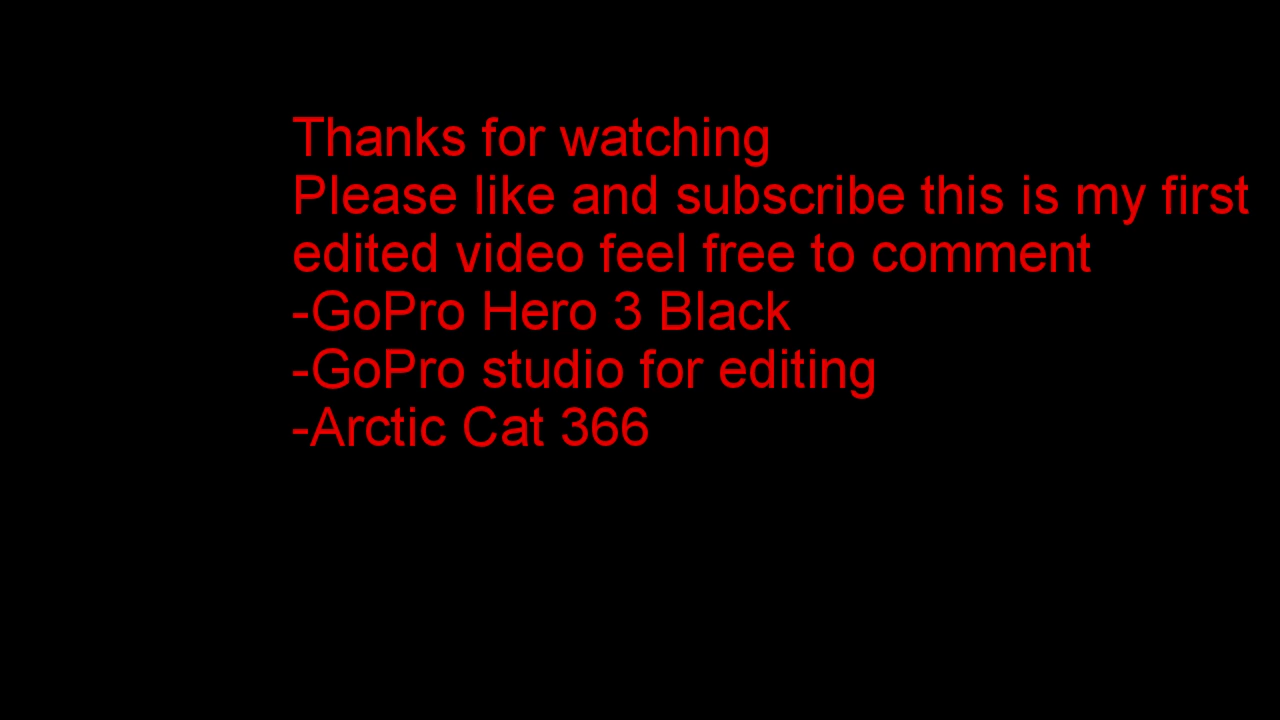 Thanks for watching
Please like and subscribe this is my first
edited video feel free to comment
-GoPro Hero 3 Black
-GoPro studio for editing
-Arctic Cat 366